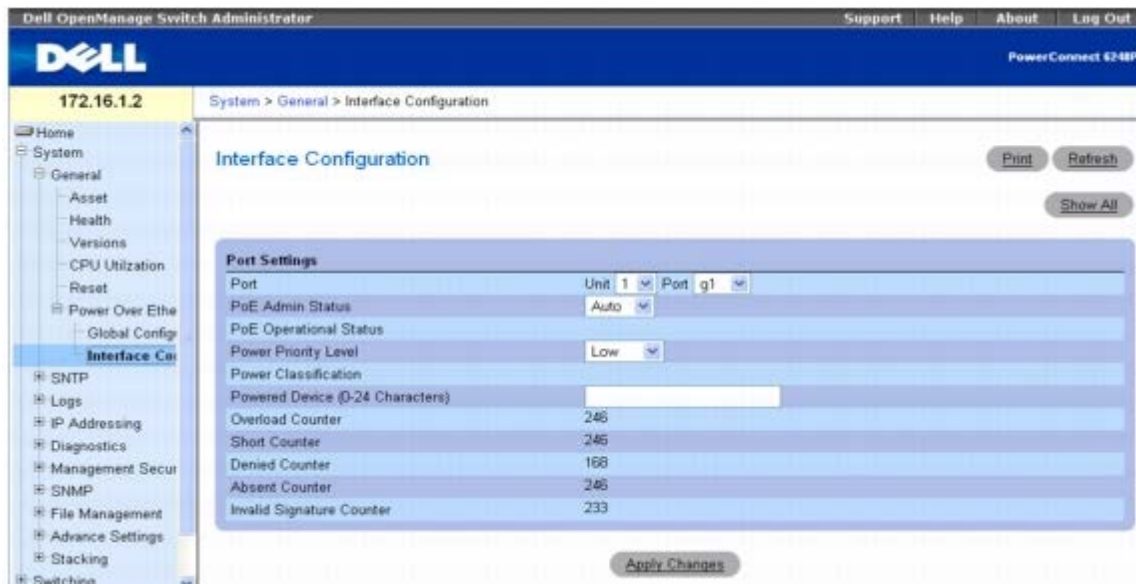 Dell OpenManage Switch Administrator Support Help About Log Out
DELL
PowerConnect 6248P
172.16.1.2
System > General > Interface Configuration
Home
System
General
Asset
Health
Versions
CPU Utilzation
Reset
Power Over Ethe
Global Configu
Interface Co
SNTP
Logs
IP Addressing
Diagnostics
Management Secur
SNMP
File Management
Advance Settings
Stacking
Switching
Interface Configuration
Print Refresh
Show All
Port Settings
Port Unit 1 Port g1
PoE Admin Status Auto
PoE Operational Status
Power Priority Level Low
Power Classification
Powered Device (0-24 Characters)
Overload Counter 246
Short Counter 246
Denied Counter 168
Absent Counter 246
Invalid Signature Counter 233
Apply Changes